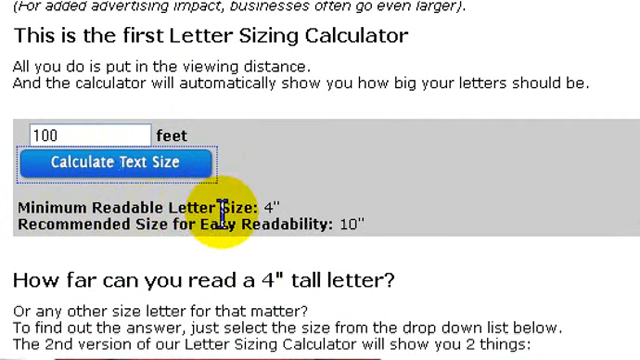 (For added advertising impact, businesses often go even larger).
This is the first Letter Sizing Calculator
All you do is put in the viewing distance.
And the calculator will automatically show you how big your letters should be.
100 feet
Calculate Text Size
Minimum Readable Letter Size: 4"
Recommended Size for Easy Readability: 10"
How far can you read a 4" tall letter?
Or any other size letter for that matter?
To find out the answer, just select the size from the drop down list below.
The 2nd version of our Letter Sizing Calculator will show you 2 things: